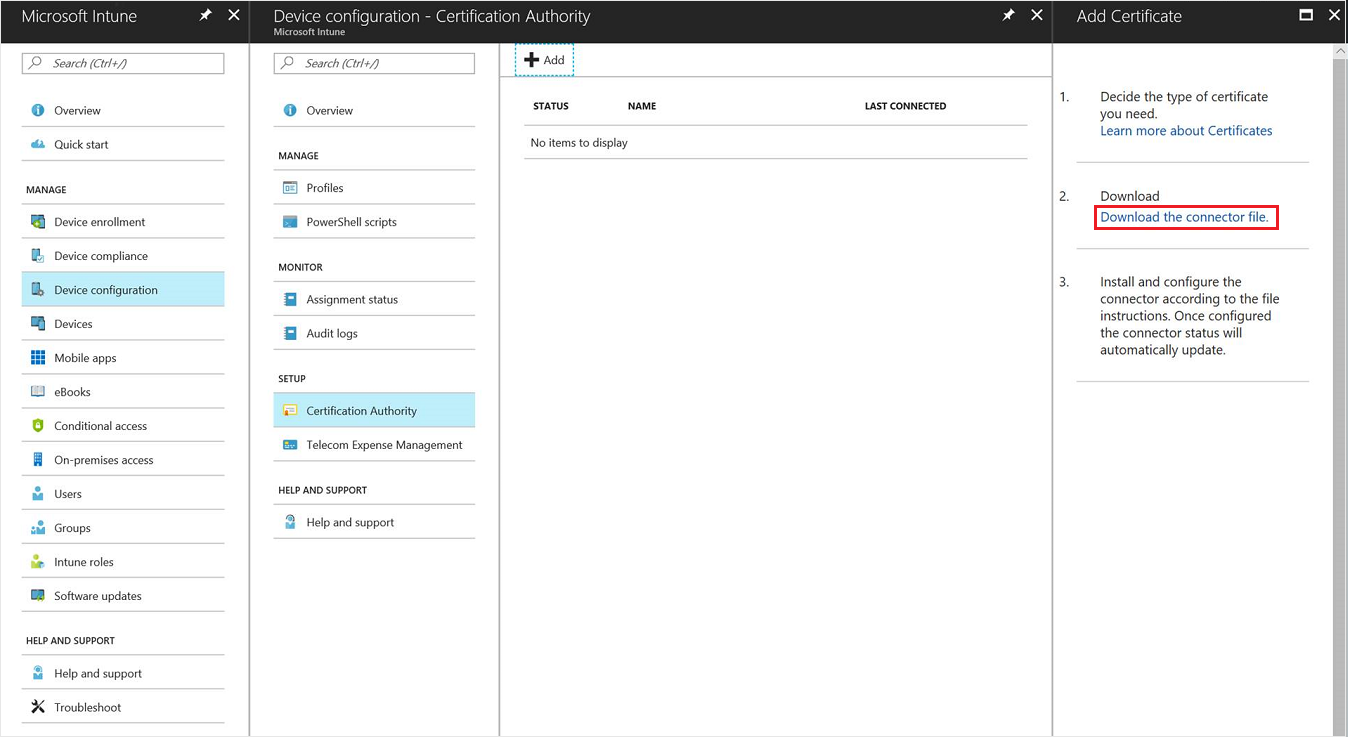 Microsoft Intune
Search (Ctrl+/)
Overview
Quick start
MANAGE
Device enrollment
Device compliance
Device configuration
Devices
Mobile apps
eBooks
Conditional access
On-premises access
Users
Groups
Intune roles
Software updates
HELP AND SUPPORT
Help and support
Troubleshoot
Device configuration - Certification Authority
Microsoft Intune
Search (Ctrl+/)
Overview
MANAGE
Profiles
PowerShell scripts
MONITOR
Assignment status
Audit logs
SETUP
Certification Authority
Telecom Expense Management
HELP AND SUPPORT
Help and support
Add
STATUS NAME LAST CONNECTED
No items to display
Add Certificate
1. Decide the type of certificate
you need.
Learn more about Certificates
2. Download
Download the connector file.
3. Install and configure the
connector according to the file
instructions. Once configured
the connector status will
automatically update.